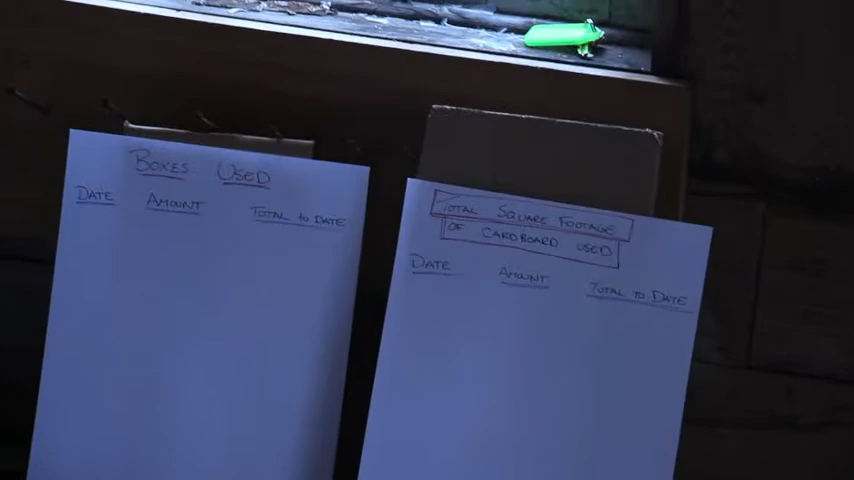 BOXES USED
DATE AMOUNT TOTAL to DATE
TOTAL SQUARE FOOTAGE
OF CARDBOARD USED
DATE AMOUNT TOTAL to DATE